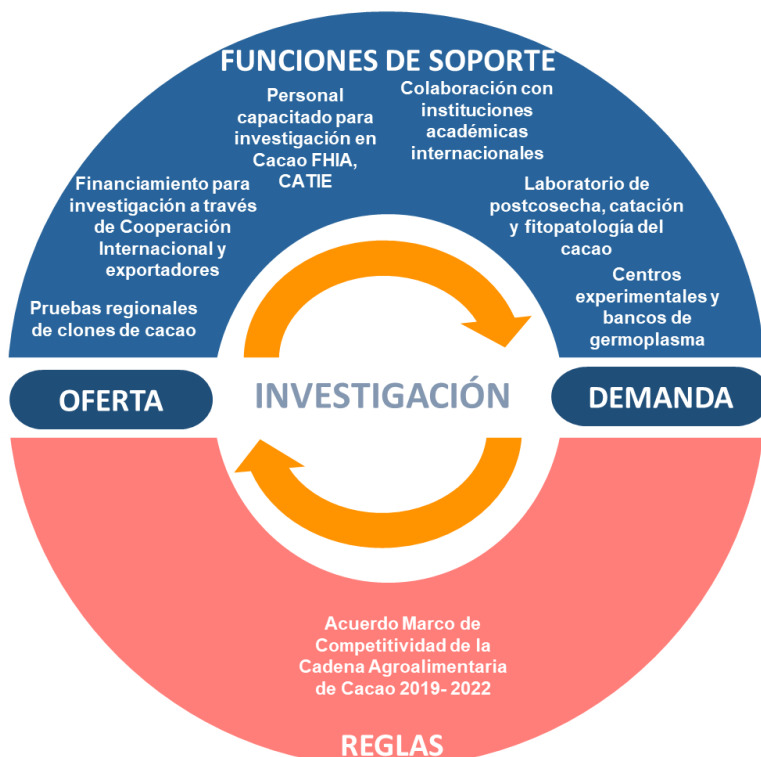 FUNCIONES DE SOPORTE
Personal
capacitado para
investigación en
Cacao FHIA,
CATIE
Colaboración con
instituciones
académicas
internacionales
Financiamiento para
investigación a través
de Cooperación
Internacional y
exportadores
Laboratorio de
postcosecha, catación
y fitopatología del
cacao
Pruebas regionales
de clones de cacao
Centros
experimentales y
bancos de
germoplasma
OFERTA
INVESTIGACIÓN
DEMANDA
Acuerdo Marco de
Competitividad de la
Cadena Agroalimentaria
de Cacao 2019- 2022
REGLAS